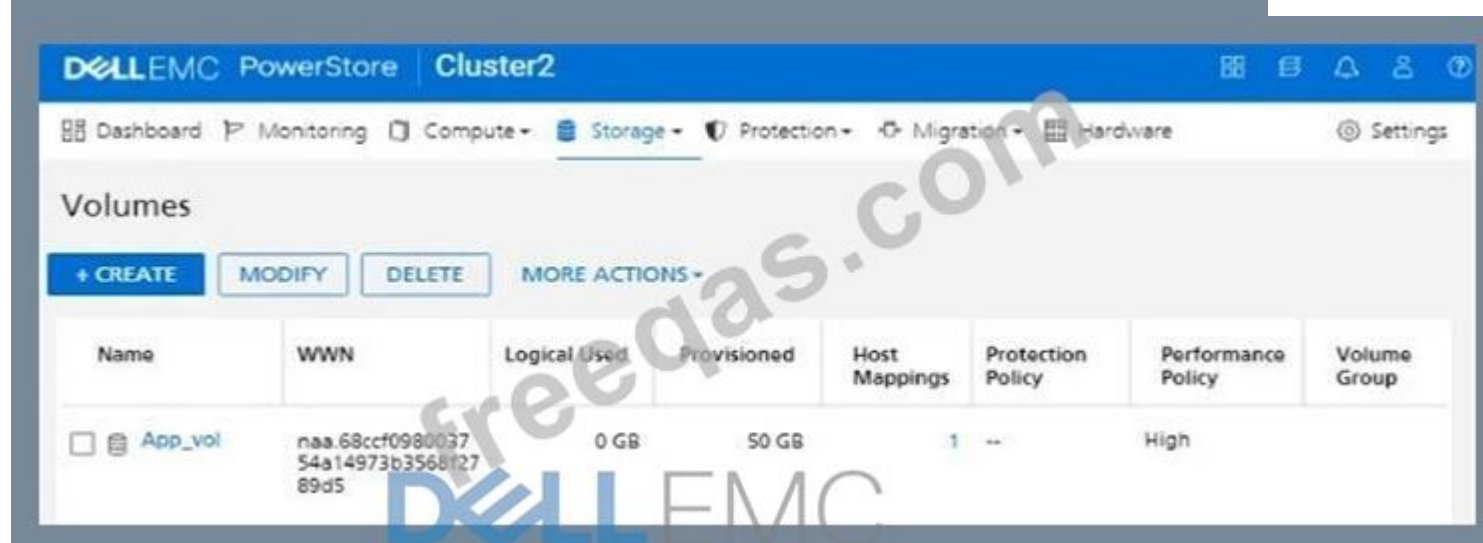 DELLEMC PowerStore Cluster2
Dashboard Monitoring Compute Storage Protection Migration Hardware Settings
Volumes
+ CREATE MODIFY DELETE MORE ACTIONS
Name WWN Logical Used Provisioned Host Mappings Protection Policy Performance Policy Volume Group
App_vol naa.68ccf0980037 0 GB 50 GB 1 -- High
54a14973b3568f27
89d5
freeqas.com
DELLEMC